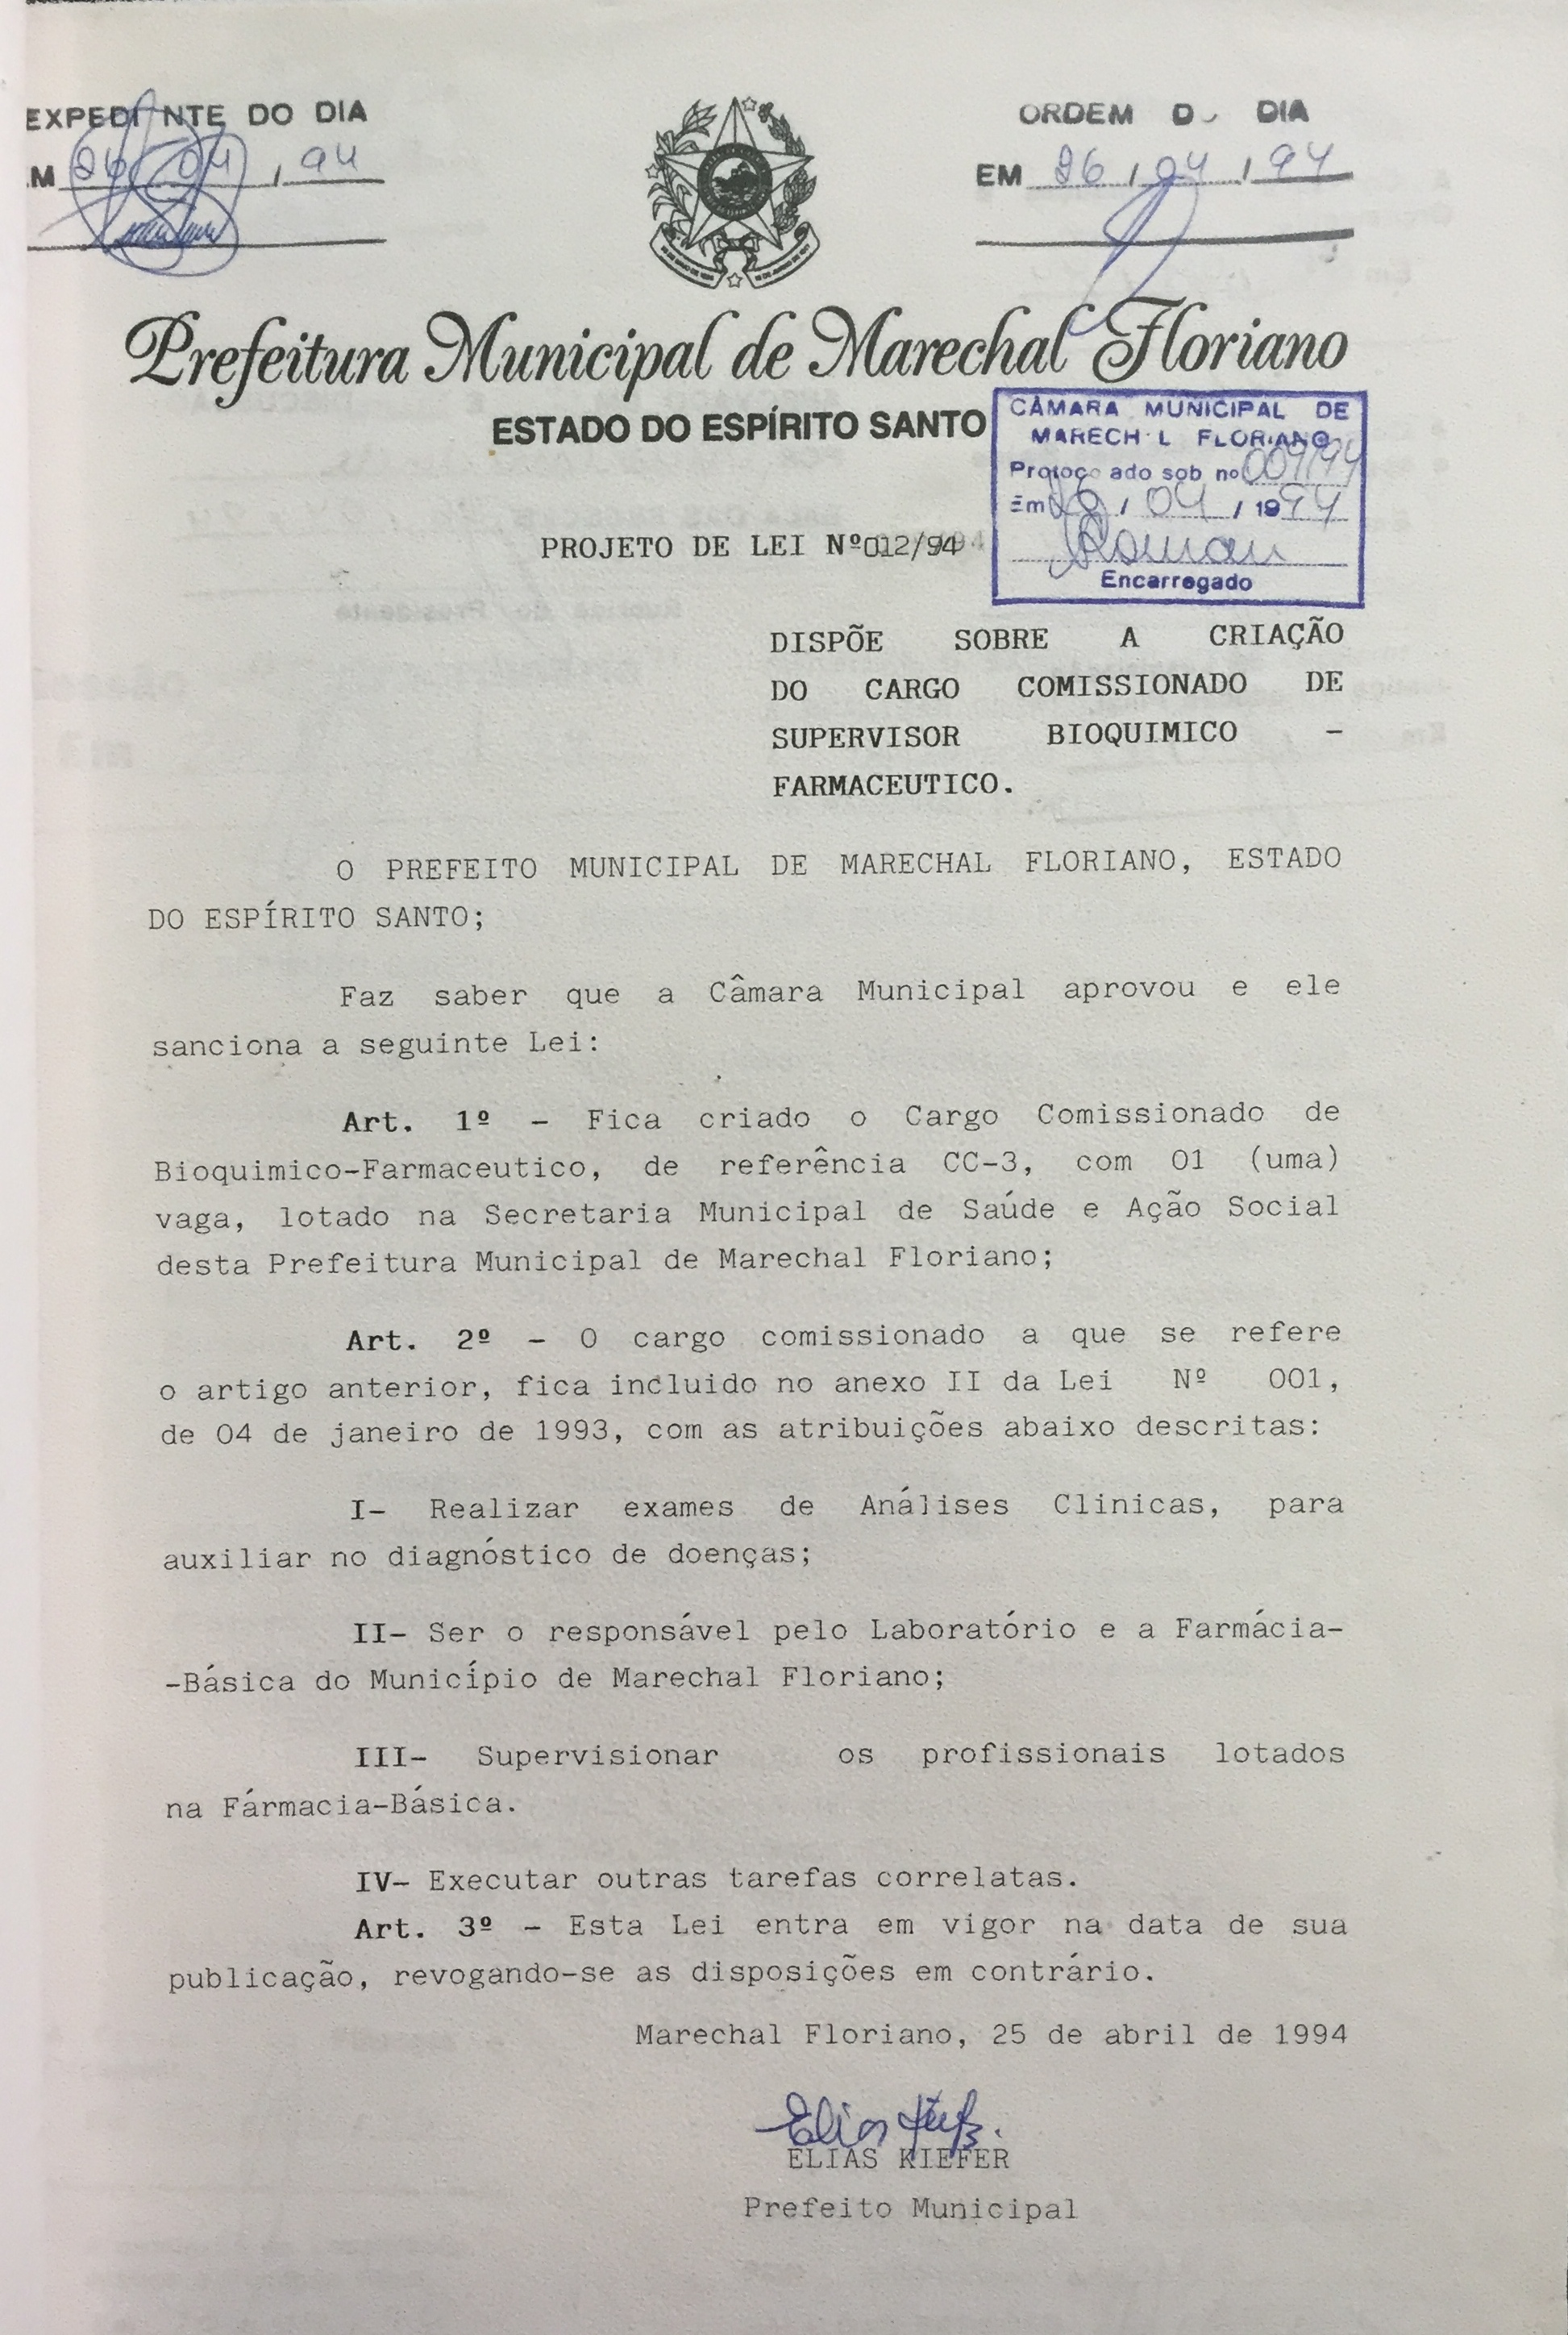 EXPEDI NTE DO DIA
M 26 / 04 / 94
ORDEM D DIA
EM 26 / 04 / 94
Prefeitura Municipal de Marechal Floriano
ESTADO DO ESPÍRITO SANTO
CÂMARA MUNICIPAL DE
MARECH L FLORIANO
Protoc ado sob nº
Em / 04 / 1994
Encarregado
PROJETO DE LEI Nº012/94
DISPÕE SOBRE A CRIAÇÃO
DO CARGO COMISSIONADO DE
SUPERVISOR BIOQUIMICO -
FARMACEUTICO.
O PREFEITO MUNICIPAL DE MARECHAL FLORIANO, ESTADO
DO ESPÍRITO SANTO;
Faz saber que a Câmara Municipal aprovou e ele
sanciona a seguinte Lei:
Art. 1º - Fica criado o Cargo Comissionado de
Bioquimico-Farmaceutico, de referência CC-3, com 01 (uma)
vaga, lotado na Secretaria Municipal de Saúde e Ação Social
desta Prefeitura Municipal de Marechal Floriano;
Art. 2º - O cargo comissionado a que se refere
o artigo anterior, fica incluido no anexo II da Lei Nº 001,
de 04 de janeiro de 1993, com as atribuições abaixo descritas:
I- Realizar exames de Análises Clinicas, para
auxiliar no diagnóstico de doenças;
II- Ser o responsável pelo Laboratório e a Farmácia-
-Básica do Município de Marechal Floriano;
III- Supervisionar os profissionais lotados
na Fármacia-Básica.
IV- Executar outras tarefas correlatas.
Art. 3º - Esta Lei entra em vigor na data de sua
publicação, revogando-se as disposições em contrário.
Marechal Floriano, 25 de abril de 1994
ELIAS KIEFER
Prefeito Municipal